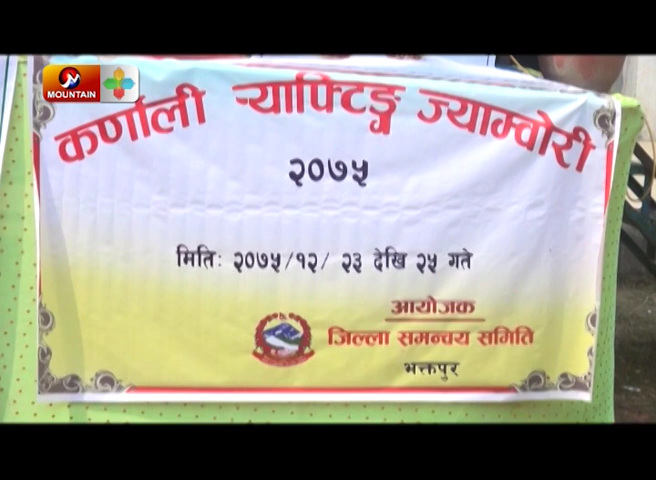 MOUNTAIN
कर्णाली ऱ्याफ्टिङ्ग ज्याम्वोरी
२०७५
मिति: २०७५/१२/ २३ देखि २५ गते
आयोजक
जिल्ला समन्वय समिति
भक्तपुर